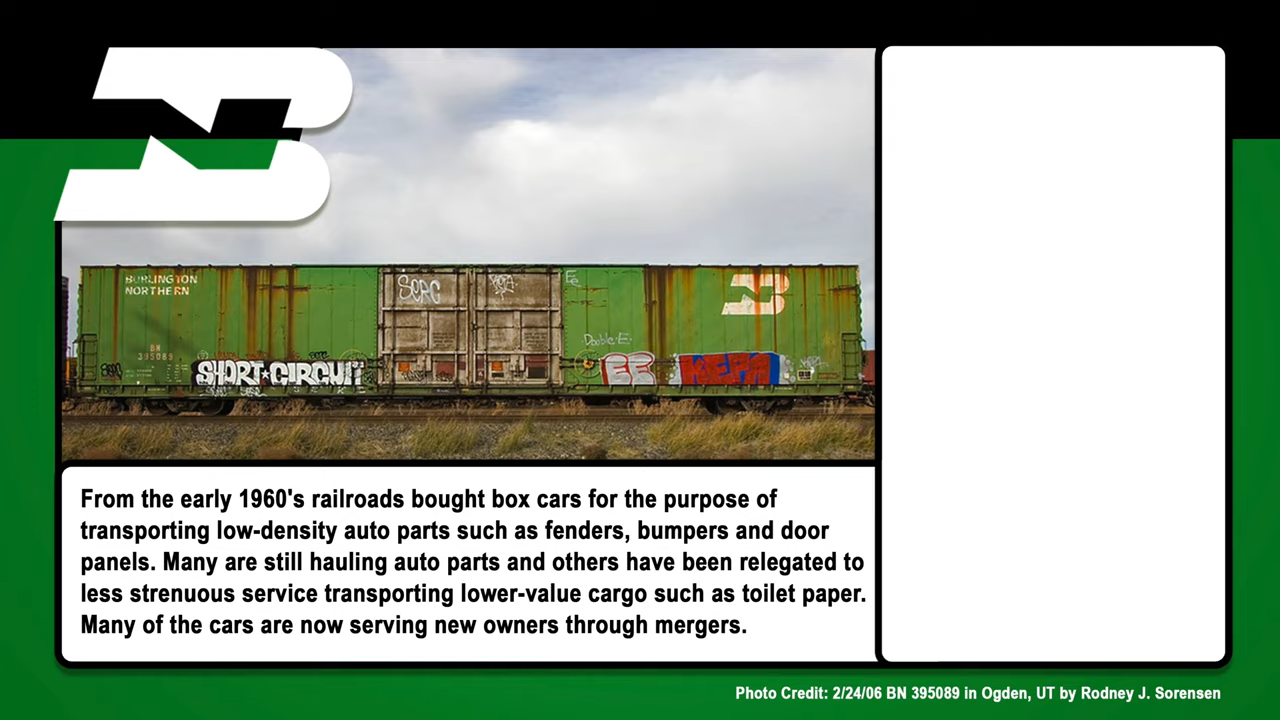 BURLINGTON
NORTHERN
SERC
BN
395089
SHORT★CIRCUIT
Double-E
EE
From the early 1960's railroads bought box cars for the purpose of
transporting low-density auto parts such as fenders, bumpers and door
panels. Many are still hauling auto parts and others have been relegated to
less strenuous service transporting lower-value cargo such as toilet paper.
Many of the cars are now serving new owners through mergers.
Photo Credit: 2/24/06 BN 395089 in Ogden, UT by Rodney J. Sorensen